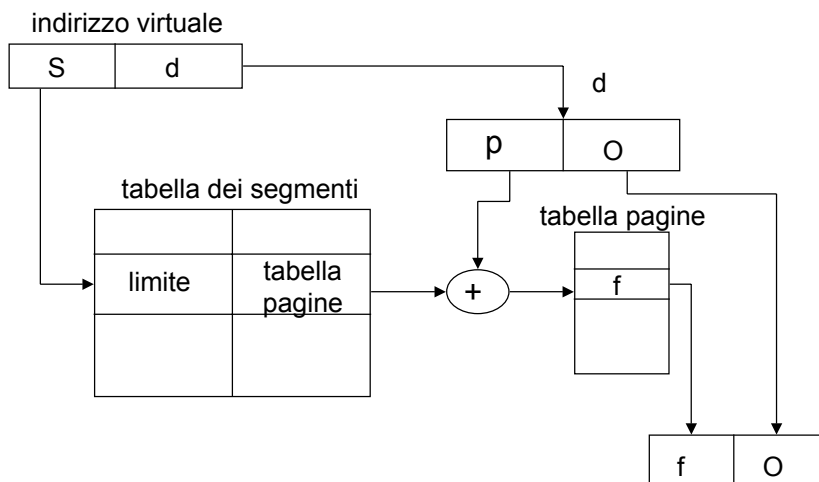 indirizzo virtuale
S d
d
p O
tabella dei segmenti
tabella pagine
limite
tabella
pagine
+
f
f O